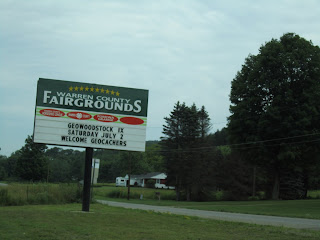 WARREN COUNTY
FAIRGROUNDS
GEOWOODSTOCK IX
SATURDAY JULY 2
WELCOME GEOCACHERS